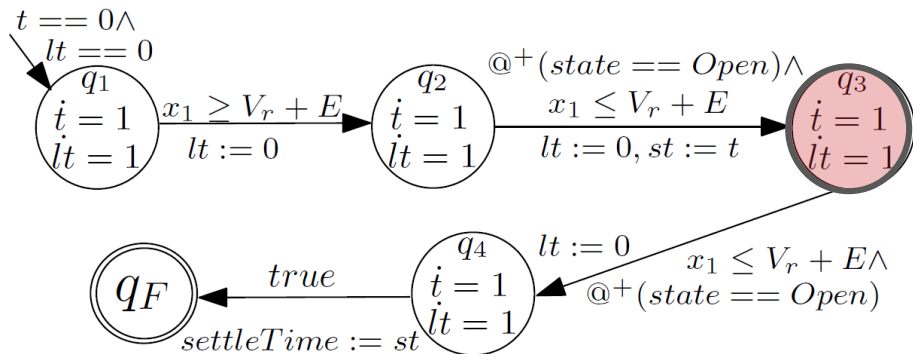 t == 0∧
lt == 0
q₁
ṫ = 1
l̇t = 1
x₁ ≥ Vᵣ + E
lt := 0
q₂
ṫ = 1
l̇t = 1
@⁺(state == Open)∧
x₁ ≤ Vᵣ + E
lt := 0, st := t
q₃
ṫ = 1
l̇t = 1
lt := 0
x₁ ≤ Vᵣ + E∧
@⁺(state == Open)
q₄
ṫ = 1
l̇t = 1
true
settleTime := st
q_F